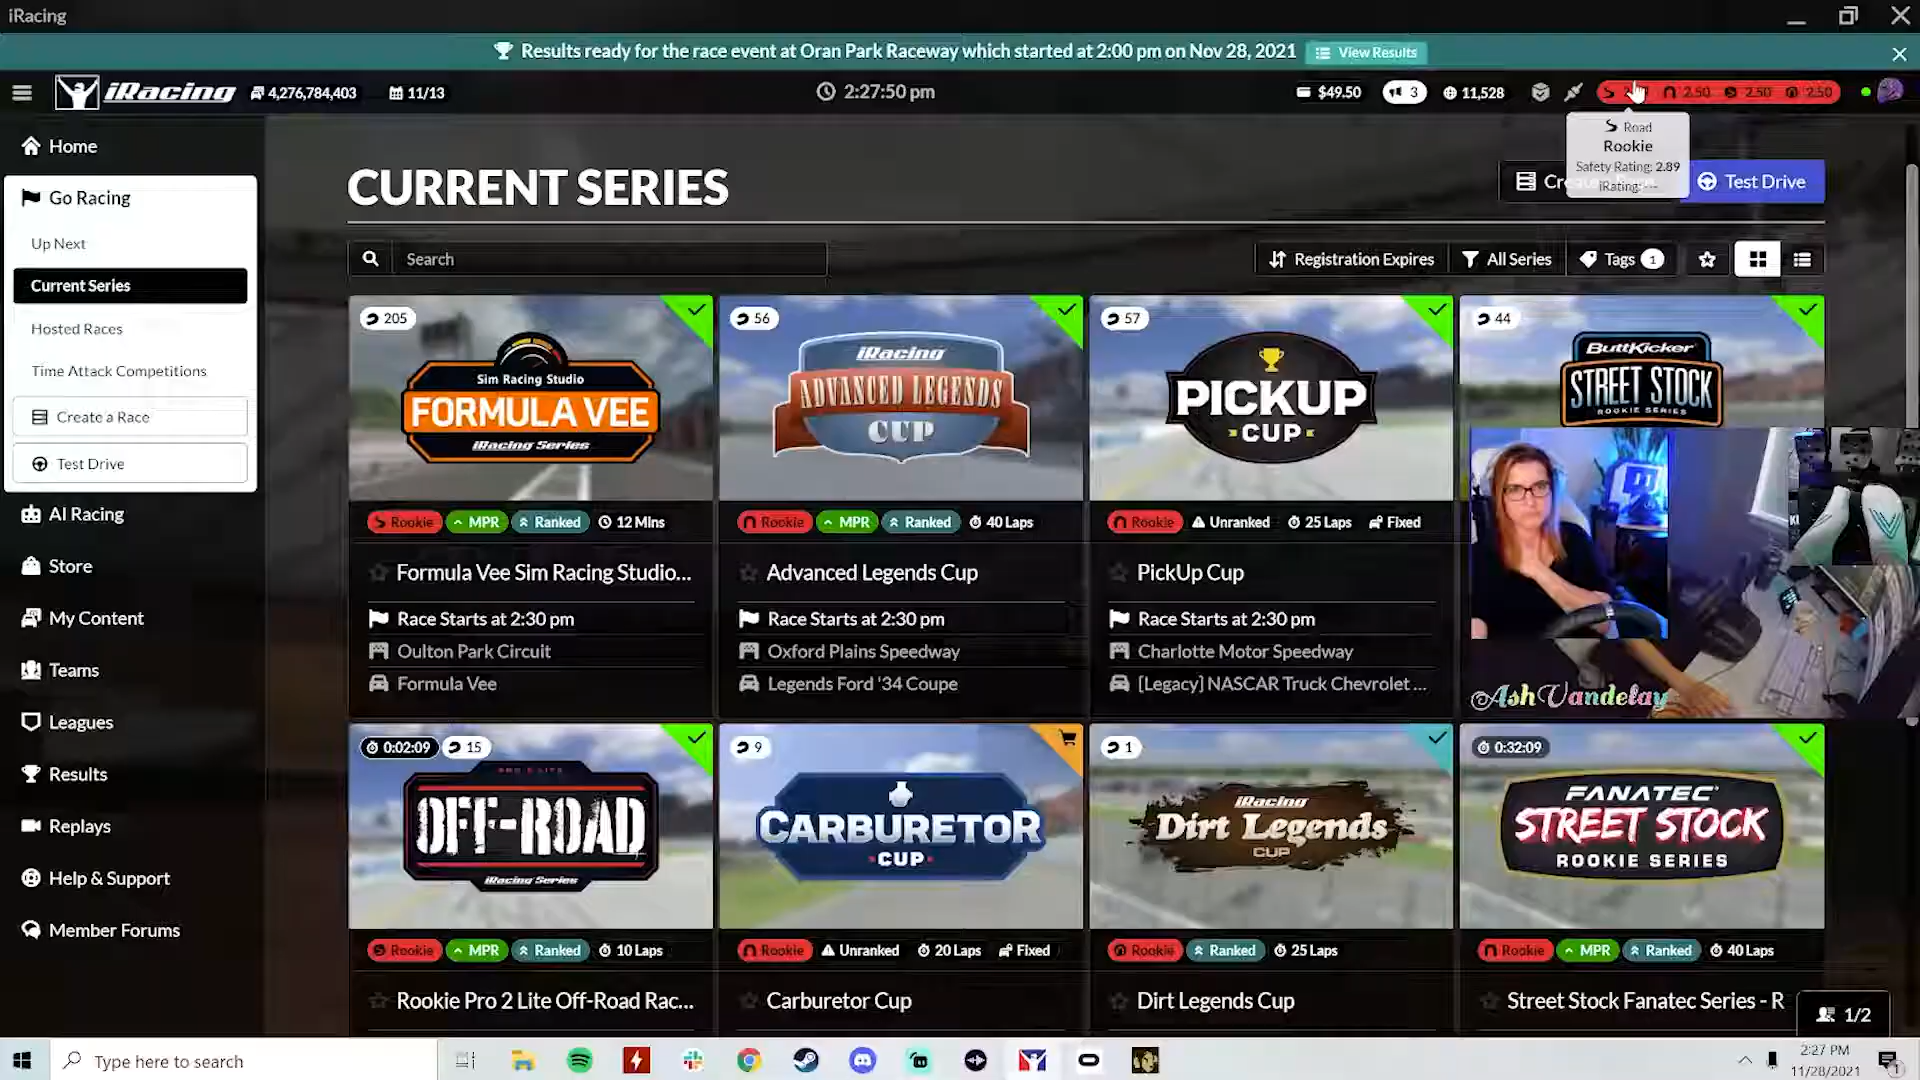 iRacing
Results ready for the race event at Oran Park Raceway which started at 2:00 pm on Nov 28, 2021
View Results
iRacing
4,276,784,403
11/13
2:27:50 pm
$49.50
3
11,528
2.50
2.50
2.50
Road
Rookie
Safety Rating: 2.89
iRating: --
Home
Go Racing
Up Next
Current Series
Hosted Races
Time Attack Competitions
Create a Race
Test Drive
AI Racing
Store
My Content
Teams
Leagues
Results
Replays
Help & Support
Member Forums
CURRENT SERIES
Test Drive
Search
Registration Expires
All Series
Tags 1
205
Sim Racing Studio
FORMULA VEE
iRacing Series
Rookie MPR Ranked 12 Mins
Formula Vee Sim Racing Studio...
Race Starts at 2:30 pm
Oulton Park Circuit
Formula Vee
56
iRacing
ADVANCED LEGENDS
CUP
Rookie MPR Ranked 40 Laps
Advanced Legends Cup
Race Starts at 2:30 pm
Oxford Plains Speedway
Legends Ford '34 Coupe
57
PICKUP
CUP
Rookie Unranked 25 Laps Fixed
PickUp Cup
Race Starts at 2:30 pm
Charlotte Motor Speedway
[Legacy] NASCAR Truck Chevrolet ...
44
ButtKicker
STREET STOCK
ROOKIE SERIES
AshVandelay
0:02:09 15
PRO 2 LITE
OFF-ROAD
iRacing Series
Rookie MPR Ranked 10 Laps
Rookie Pro 2 Lite Off-Road Rac...
9
CARBURETOR
CUP
Rookie Unranked 20 Laps Fixed
Carburetor Cup
1
iRacing
Dirt Legends
CUP
Rookie Ranked 25 Laps
Dirt Legends Cup
0:32:09
FANATEC
STREET STOCK
ROOKIE SERIES
Rookie MPR Ranked 40 Laps
Street Stock Fanatec Series - R
1/2
Type here to search
2:27 PM
11/28/2021
1